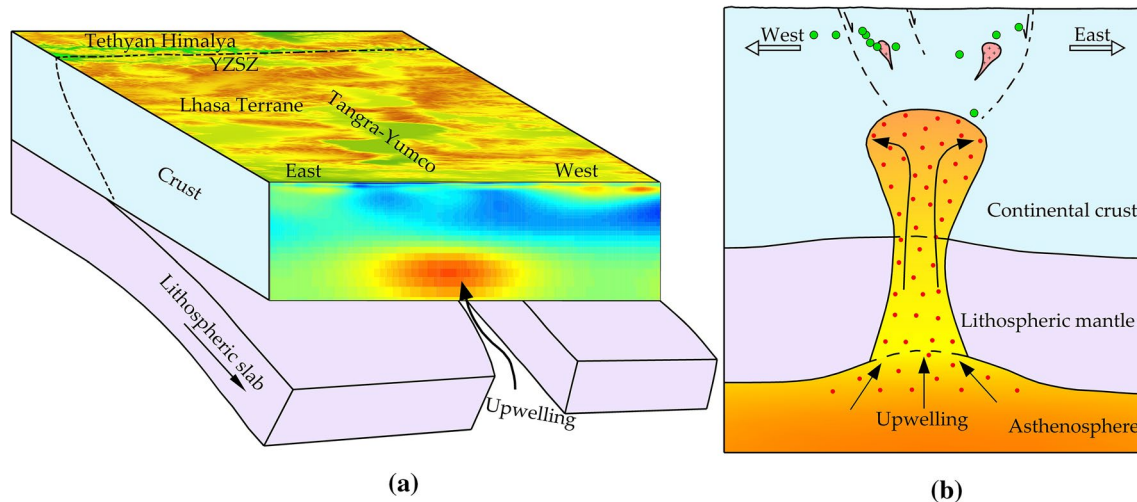 Tethyan Himalya
YZSZ
Lhasa Terrane
Tangra-Yumco
East
West
Crust
Lithospheric slab
Upwelling
(a)
West
East
Continental crust
Lithospheric mantle
Upwelling
Asthenosphere
(b)